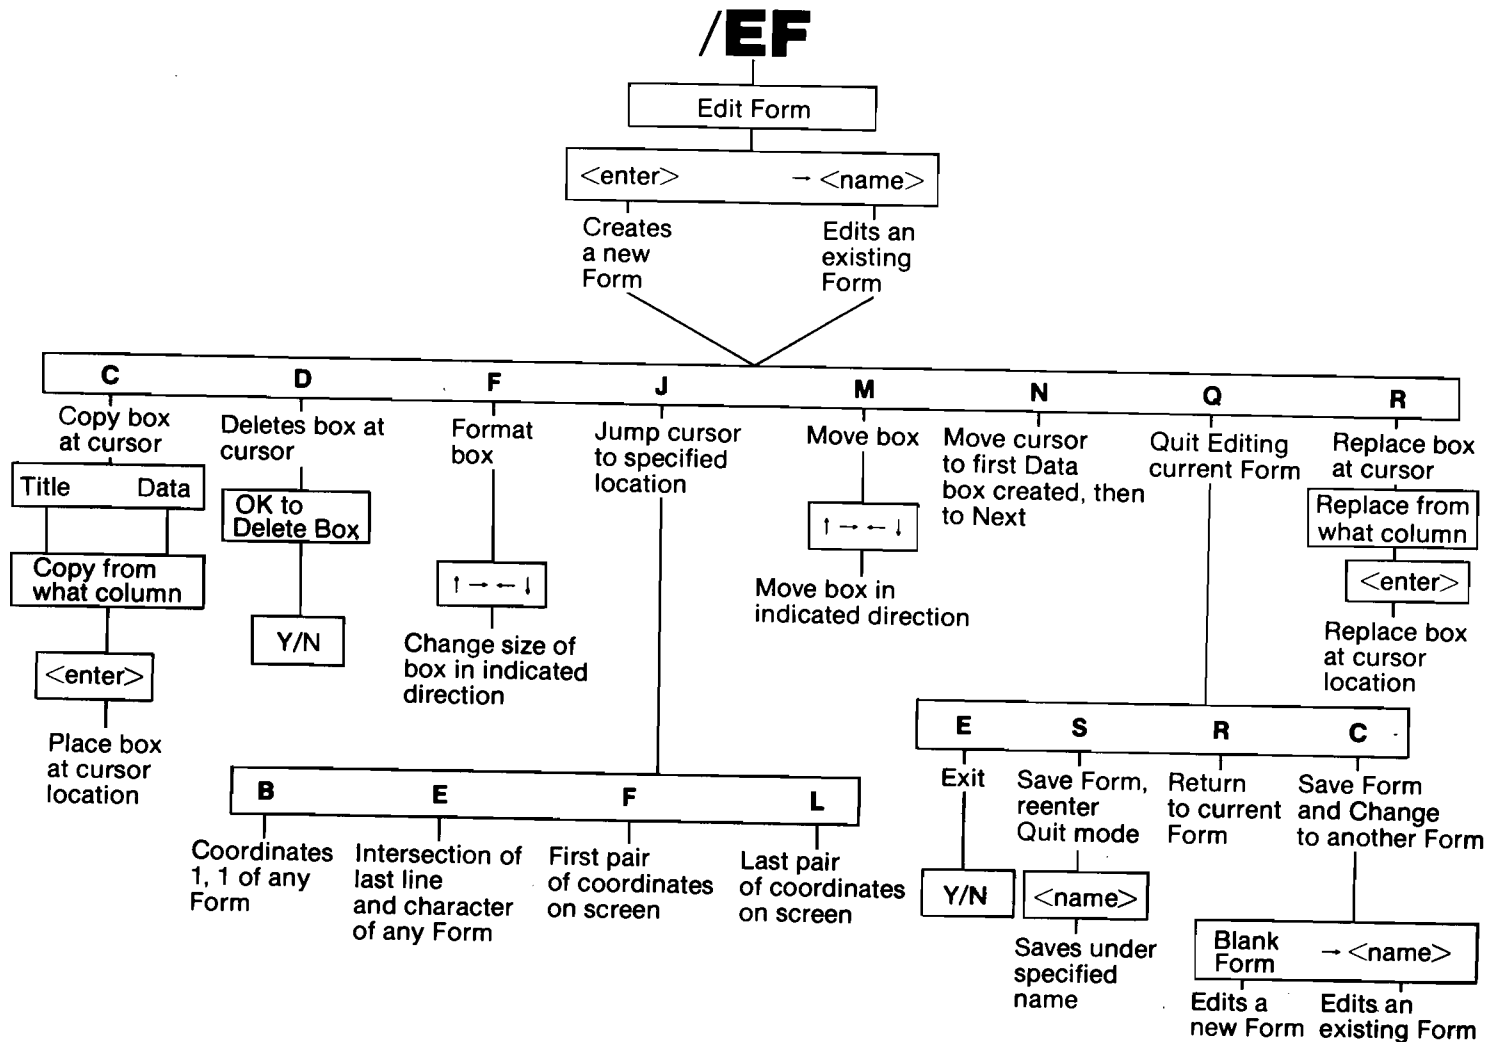 /EF
Edit Form
<enter> → <name>
Creates
a new
Form
Edits an
existing
Form
C D F J M N Q R
Copy box
at cursor
Title Data
Copy from
what column
<enter>
Place box
at cursor
location
Deletes box at
cursor
OK to
Delete Box
Y/N
Format
box
↑ → ← ↓
Change size of
box in indicated
direction
Jump cursor
to specified
location
B E F L
Coordinates
1, 1 of any
Form
Intersection of
last line
and character
of any Form
First pair
of coordinates
on screen
Last pair
of coordinates
on screen
Move box
↑ → ← ↓
Move box in
indicated direction
Move cursor
to first Data
box created, then
to Next
Quit Editing
current Form
E S R C
Exit
Y/N
Save Form,
reenter
Quit mode
<name>
Saves under
specified
name
Return
to current
Form
Save Form
and Change
to another Form
Blank
Form
→ <name>
Edits a
new Form
Edits an
existing Form
Replace box
at cursor
Replace from
what column
<enter>
Replace box
at cursor
location